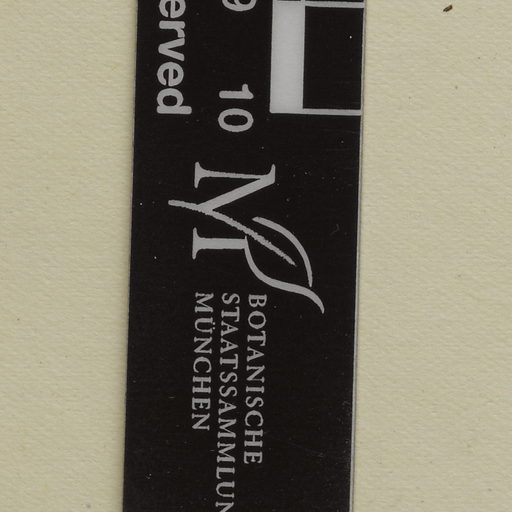 erved
9 10
BOTANISCHE
STAATSSAMMLUN
MÜNCHEN